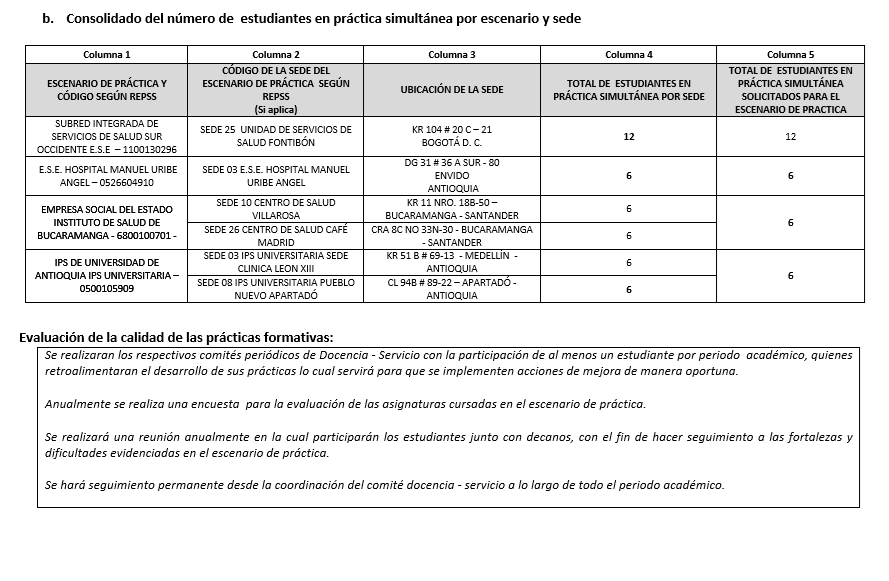 b. Consolidado del número de estudiantes en práctica simultánea por escenario y sede
Columna 1
Columna 2
Columna 3
Columna 4
Columna 5
ESCENARIO DE PRÁCTICA Y
CÓDIGO SEGÚN REPSS
CÓDIGO DE LA SEDE DEL
ESCENARIO DE PRÁCTICA SEGÚN
REPSS
(Si aplica)
UBICACIÓN DE LA SEDE
TOTAL DE ESTUDIANTES EN
PRÁCTICA SIMULTÁNEA POR SEDE
TOTAL DE ESTUDIANTES EN
PRÁCTICA SIMULTÁNEA
SOLICITADOS PARA EL
ESCENARIO DE PRACTICA
SUBRED INTEGRADA DE
SERVICIOS DE SALUD SUR
OCCIDENTE E.S.E – 1100130296
SEDE 25 UNIDAD DE SERVICIOS DE
SALUD FONTIBÓN
KR 104 # 20 C – 21
BOGOTÁ D. C.
12
12
E.S.E. HOSPITAL MANUEL URIBE
ANGEL – 0526604910
SEDE 03 E.S.E. HOSPITAL MANUEL
URIBE ANGEL
DG 31 # 36 A SUR - 80
ENVIDO
ANTIOQUIA
6
6
EMPRESA SOCIAL DEL ESTADO
INSTITUTO DE SALUD DE
BUCARAMANGA - 6800100701 -
SEDE 10 CENTRO DE SALUD
VILLAROSA
KR 11 NRO. 18B-50 –
BUCARAMANGA - SANTANDER
6
6
SEDE 26 CENTRO DE SALUD CAFÉ
MADRID
CRA 8C NO 33N-30 - BUCARAMANGA
- SANTANDER
6
IPS DE UNIVERSIDAD DE
ANTIOQUIA IPS UNIVERSITARIA –
0500105909
SEDE 03 IPS UNIVERSITARIA SEDE
CLINICA LEON XIII
KR 51 B # 69-13 - MEDELLÍN -
ANTIOQUIA
6
6
SEDE 08 IPS UNIVERSITARIA PUEBLO
NUEVO APARTADÓ
CL 94B # 89-22 – APARTADÓ -
ANTIOQUIA
6
Evaluación de la calidad de las prácticas formativas:
Se realizaran los respectivos comités periódicos de Docencia - Servicio con la participación de al menos un estudiante por periodo académico, quienes
retroalimentaran el desarrollo de sus prácticas lo cual servirá para que se implementen acciones de mejora de manera oportuna.
Anualmente se realiza una encuesta para la evaluación de las asignaturas cursadas en el escenario de práctica.
Se realizará una reunión anualmente en la cual participarán los estudiantes junto con decanos, con el fin de hacer seguimiento a las fortalezas y
dificultades evidenciadas en el escenario de práctica.
Se hará seguimiento permanente desde la coordinación del comité docencia - servicio a lo largo de todo el periodo académico.